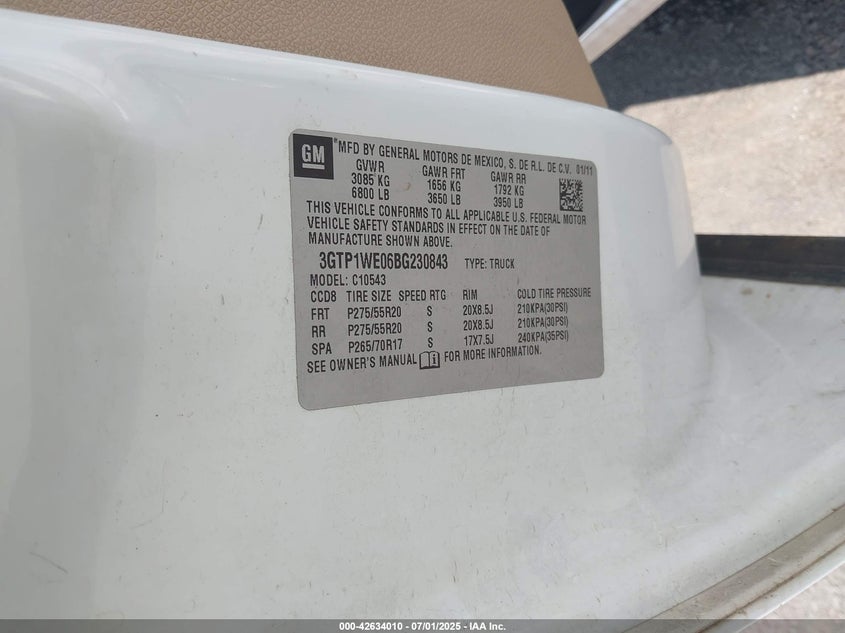 GM ®MFD BY GENERAL MOTORS DE MEXICO, S. DE R.L. DE C.V. 01/11
GVWR GAWR FRT GAWR RR
3085 KG 1656 KG 1792 KG
6800 LB 3650 LB 3950 LB
THIS VEHICLE CONFORMS TO ALL APPLICABLE U.S. FEDERAL MOTOR
VEHICLE SAFETY STANDARDS IN EFFECT ON THE DATE OF
MANUFACTURE SHOWN ABOVE.
3GTP1WE06BG230843 TYPE: TRUCK
MODEL: C10543
CCD8 TIRE SIZE SPEED RTG RIM COLD TIRE PRESSURE
FRT P275/55R20 S 20X8.5J 210KPA(30PSI)
RR P275/55R20 S 20X8.5J 210KPA(30PSI)
SPA P265/70R17 S 17X7.5J 240KPA(35PSI)
SEE OWNER'S MANUAL FOR MORE INFORMATION.
000-42634010 - 07/01/2025 - IAA Inc.